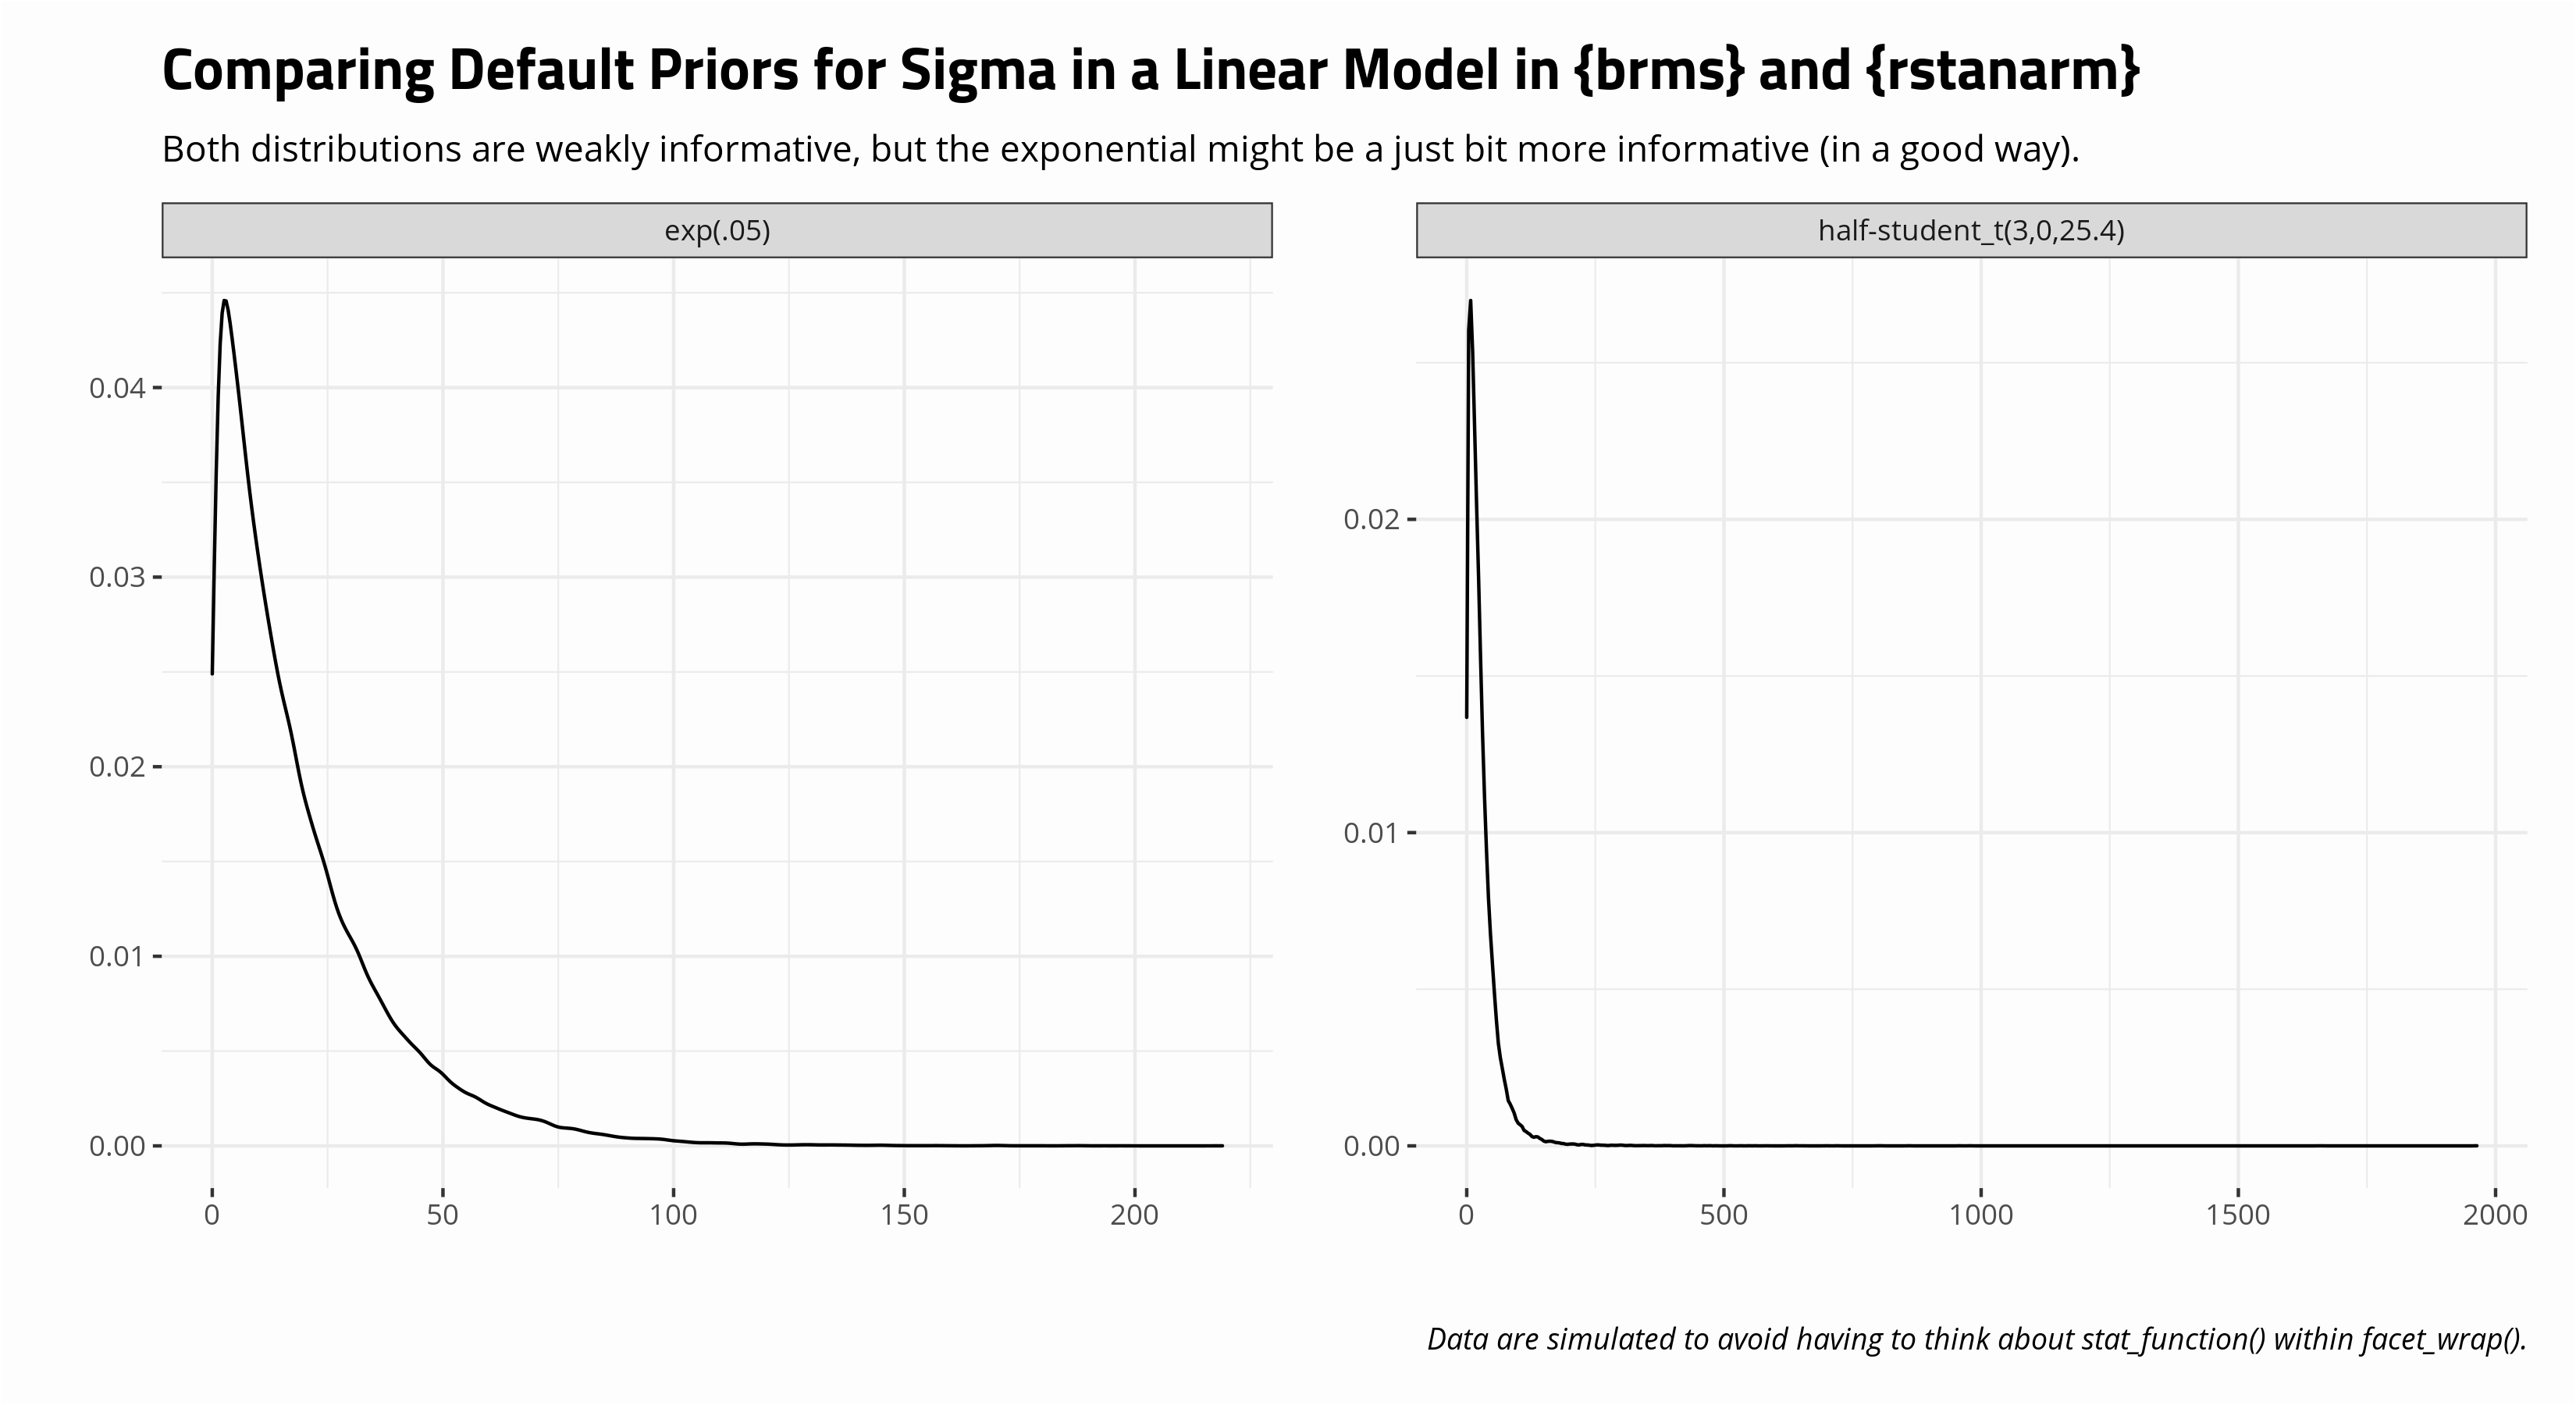 Comparing Default Priors for Sigma in a Linear Model in {brms} and {rstanarm}
Both distributions are weakly informative, but the exponential might be a just bit more informative (in a good way).
exp(.05)
0.04
0.03
0.02
0.01
0.00
0 50 100 150 200
half-student_t(3,0,25.4)
0.02
0.01
0.00
0 500 1000 1500 2000
Data are simulated to avoid having to think about stat_function() within facet_wrap().